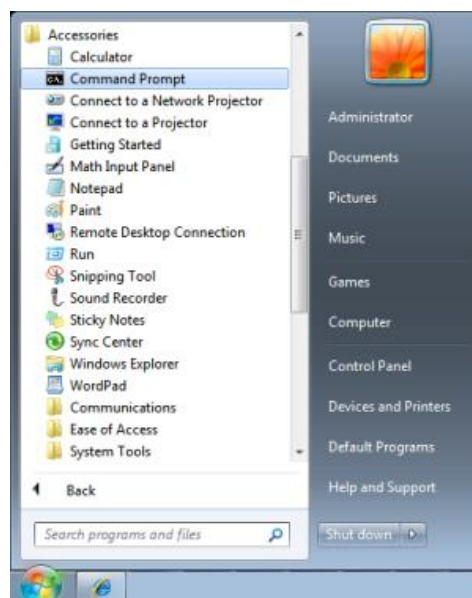 Accessories
Calculator
Command Prompt
Connect to a Network Projector
Connect to a Projector
Getting Started
Math Input Panel
Notepad
Paint
Remote Desktop Connection
Run
Snipping Tool
Sound Recorder
Sticky Notes
Sync Center
Windows Explorer
WordPad
Communications
Ease of Access
System Tools
Back
Search programs and files
Administrator
Documents
Pictures
Music
Games
Computer
Control Panel
Devices and Printers
Default Programs
Help and Support
Shut down